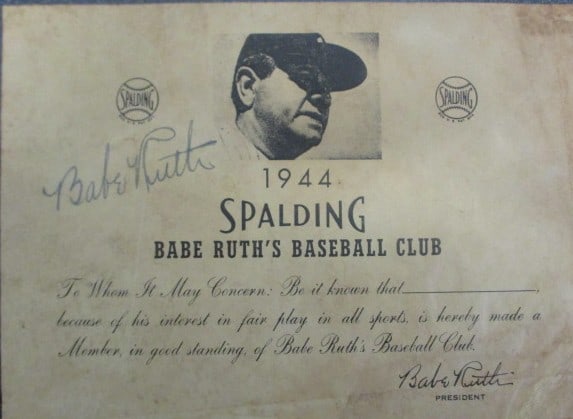 SPALDING
SPALDING
Babe Ruth
1944
SPALDING
BABE RUTH'S BASEBALL CLUB
To Whom It May Concern: Be it known that ,
because of his interest in fair play in all sports, is hereby made a
Member, in good standing, of Babe Ruth's Baseball Club.
Babe Ruth
PRESIDENT